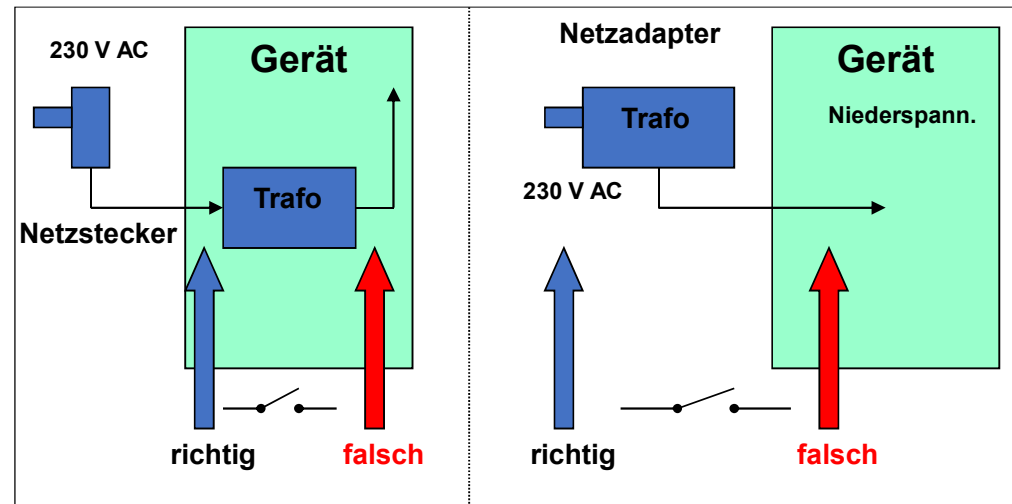 230 V AC
Gerät
Trafo
Netzstecker
richtig
falsch
Netzadapter
Gerät
Trafo
Niederspann.
230 V AC
richtig
falsch